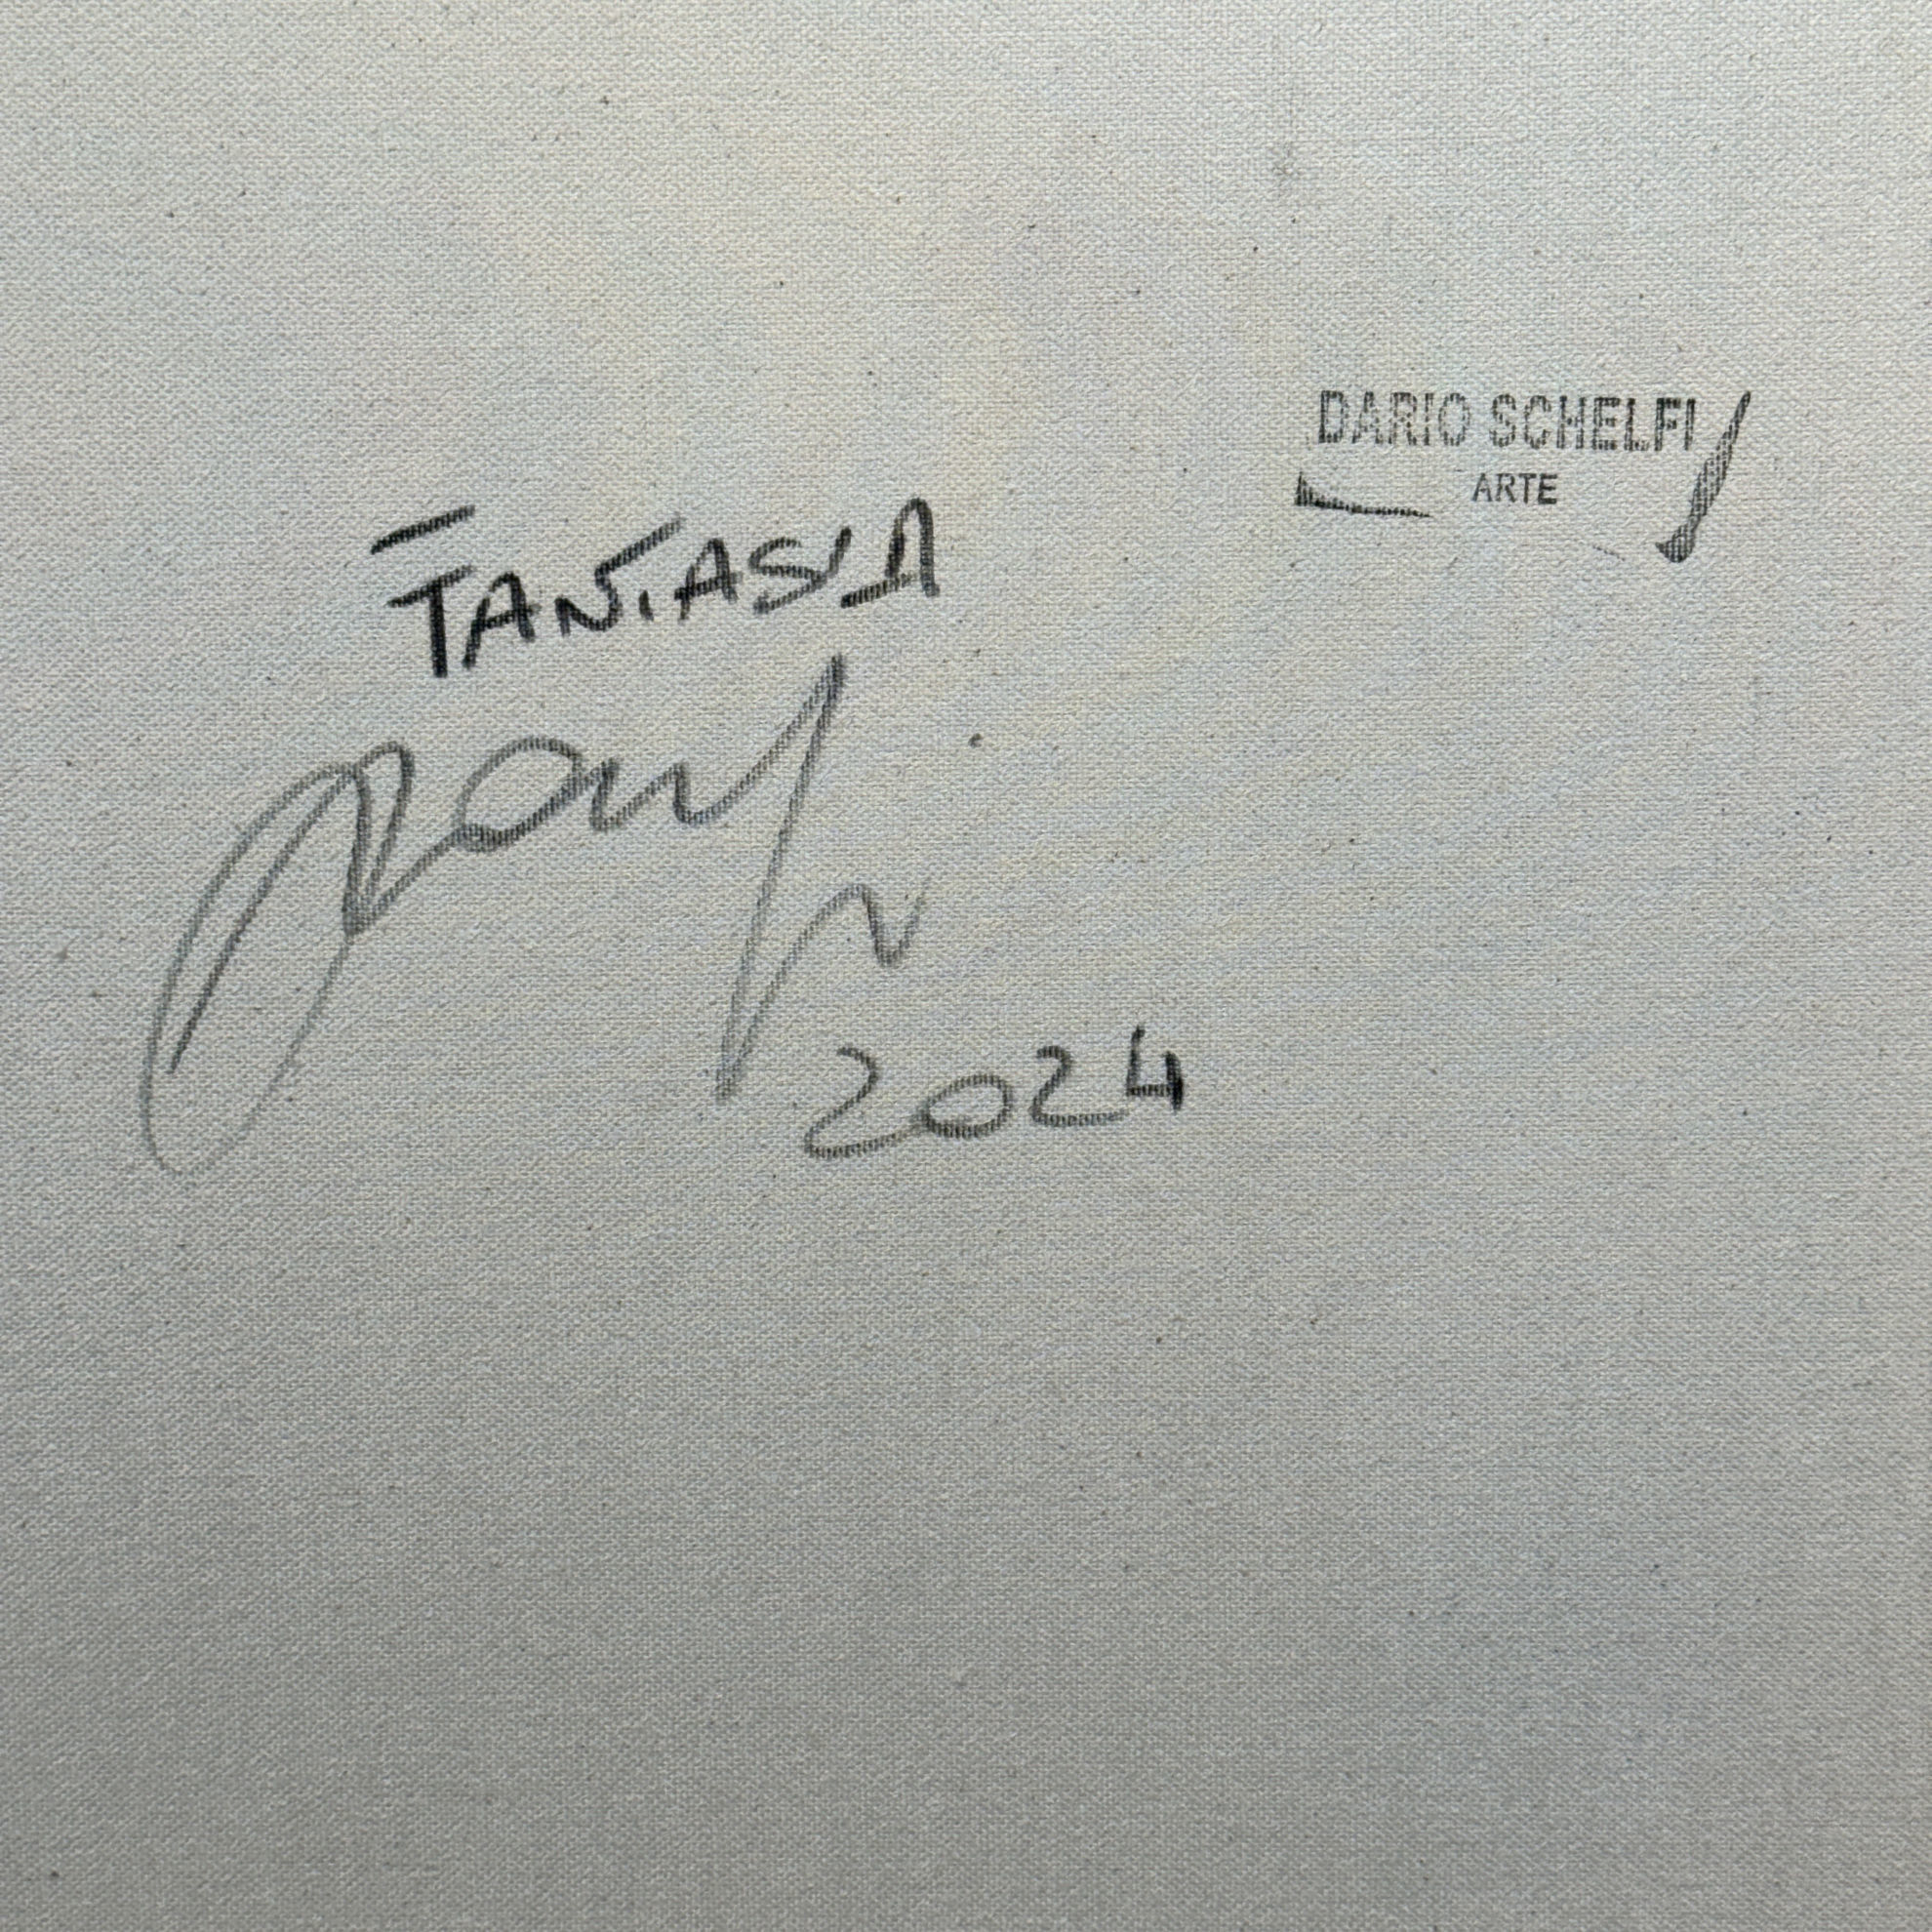 DARIO SCHELFI
ARTE
FANTASIA
2024